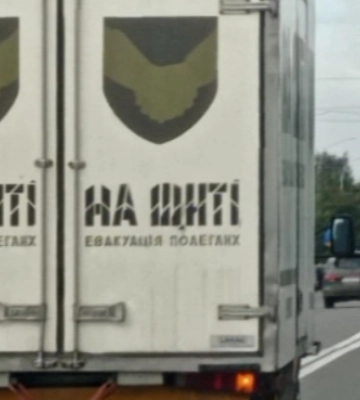 НА ЩИТІ
ЕВАКУАЦІЯ ПОЛЕГЛИХ